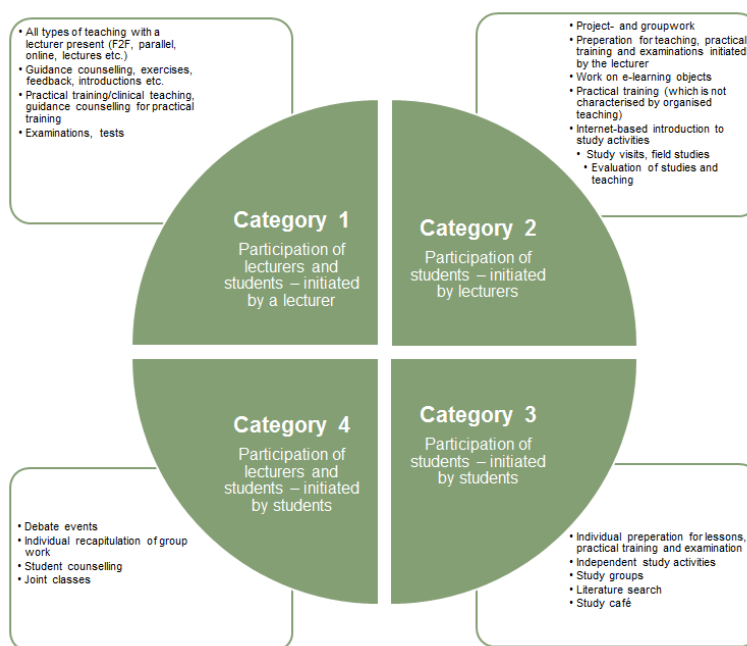 • All types of teaching with a
lecturer present (F2F, parallel,
online, lectures etc.)
• Guidance counselling, exercises,
feedback, introductions etc.
• Practical training/clinical teaching,
guidance counselling for practical
training
• Examinations, tests
• Project- and groupwork
• Preparation for teaching, practical
training and examinations initiated
by the lecturer
• Work on e-learning objects
• Practical training (which is not
characterised by organised
teaching)
• Internet-based introduction to
study activities
• Study visits, field studies
• Evaluation of studies and
teaching
Category 1
Participation of
lecturers and
students – initiated
by a lecturer
Category 2
Participation of
students – initiated
by lecturers
Category 4
Participation of
lecturers and
students – initiated
by students
Category 3
Participation of
students – initiated
by students
• Debate events
• Individual recapitulation of group
work
• Student counselling
• Joint classes
• Individual preparation for lessons,
practical training and examination
• Independent study activities
• Study groups
• Literature search
• Study café